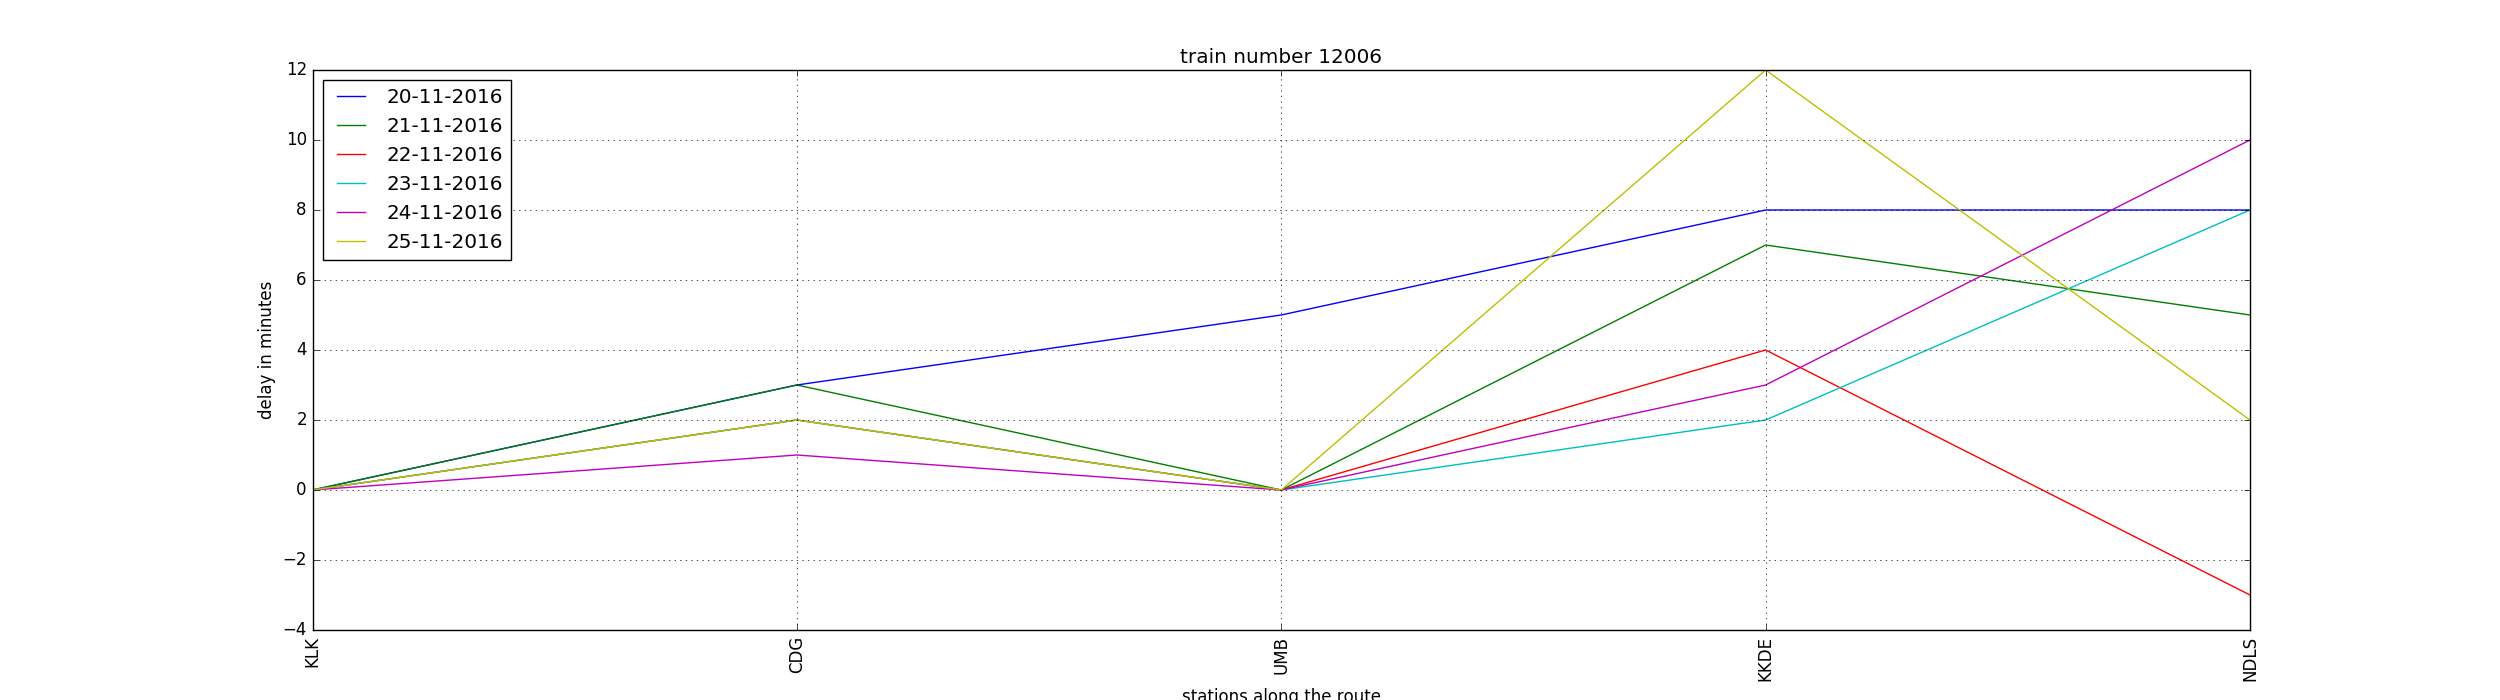 train number 12006
12
10
8
6
4
2
0
−2
−4
delay in minutes
20-11-2016
21-11-2016
22-11-2016
23-11-2016
24-11-2016
25-11-2016
KLK
CDG
UMB
KKDE
NDLS
stations along the route